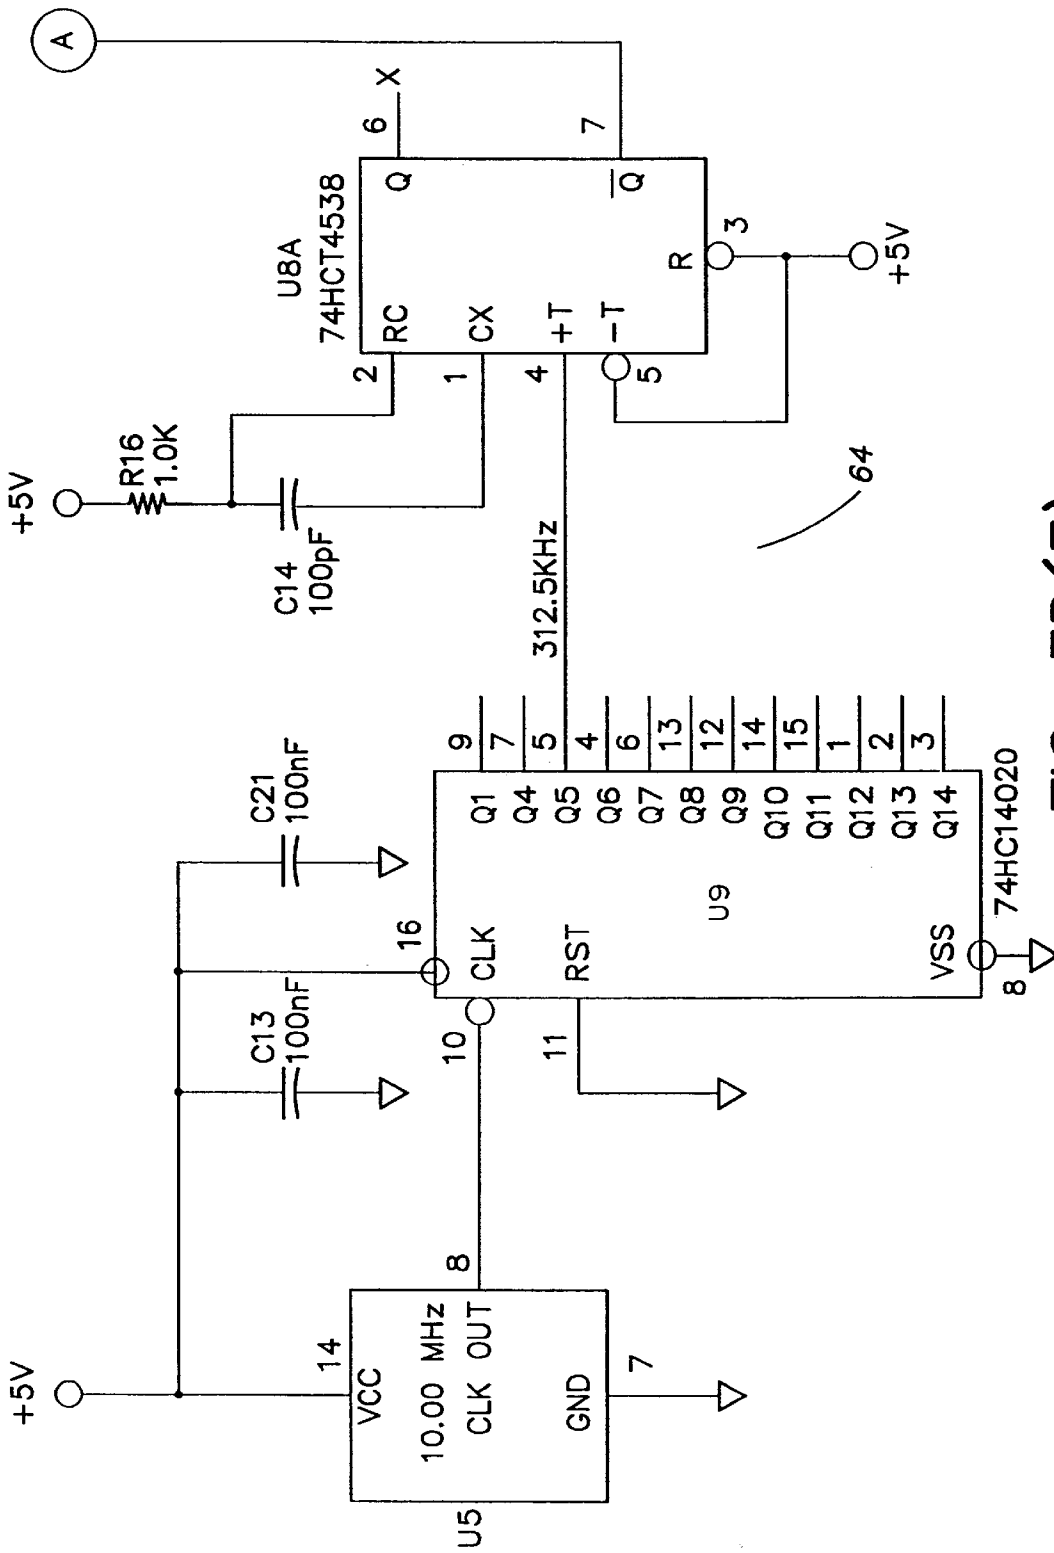 +5V
U5
VCC
14
10.00 MHz
CLK OUT
8
GND
7
C13
100nF
C21
100nF
16
10
CLK
11
RST
U9
VSS
8
74HC14020
Q1
9
Q4
7
Q5
5
Q6
4
Q7
6
Q8
13
Q9
12
Q10
14
Q11
15
Q12
1
Q13
2
Q14
3
312.5KHz
+5V
R16
1.0K
C14
100pF
U8A
74HCT4538
2
RC
1
CX
4
+T
5
-T
R
3
+5V
Q
6
X
Q
7
A
64